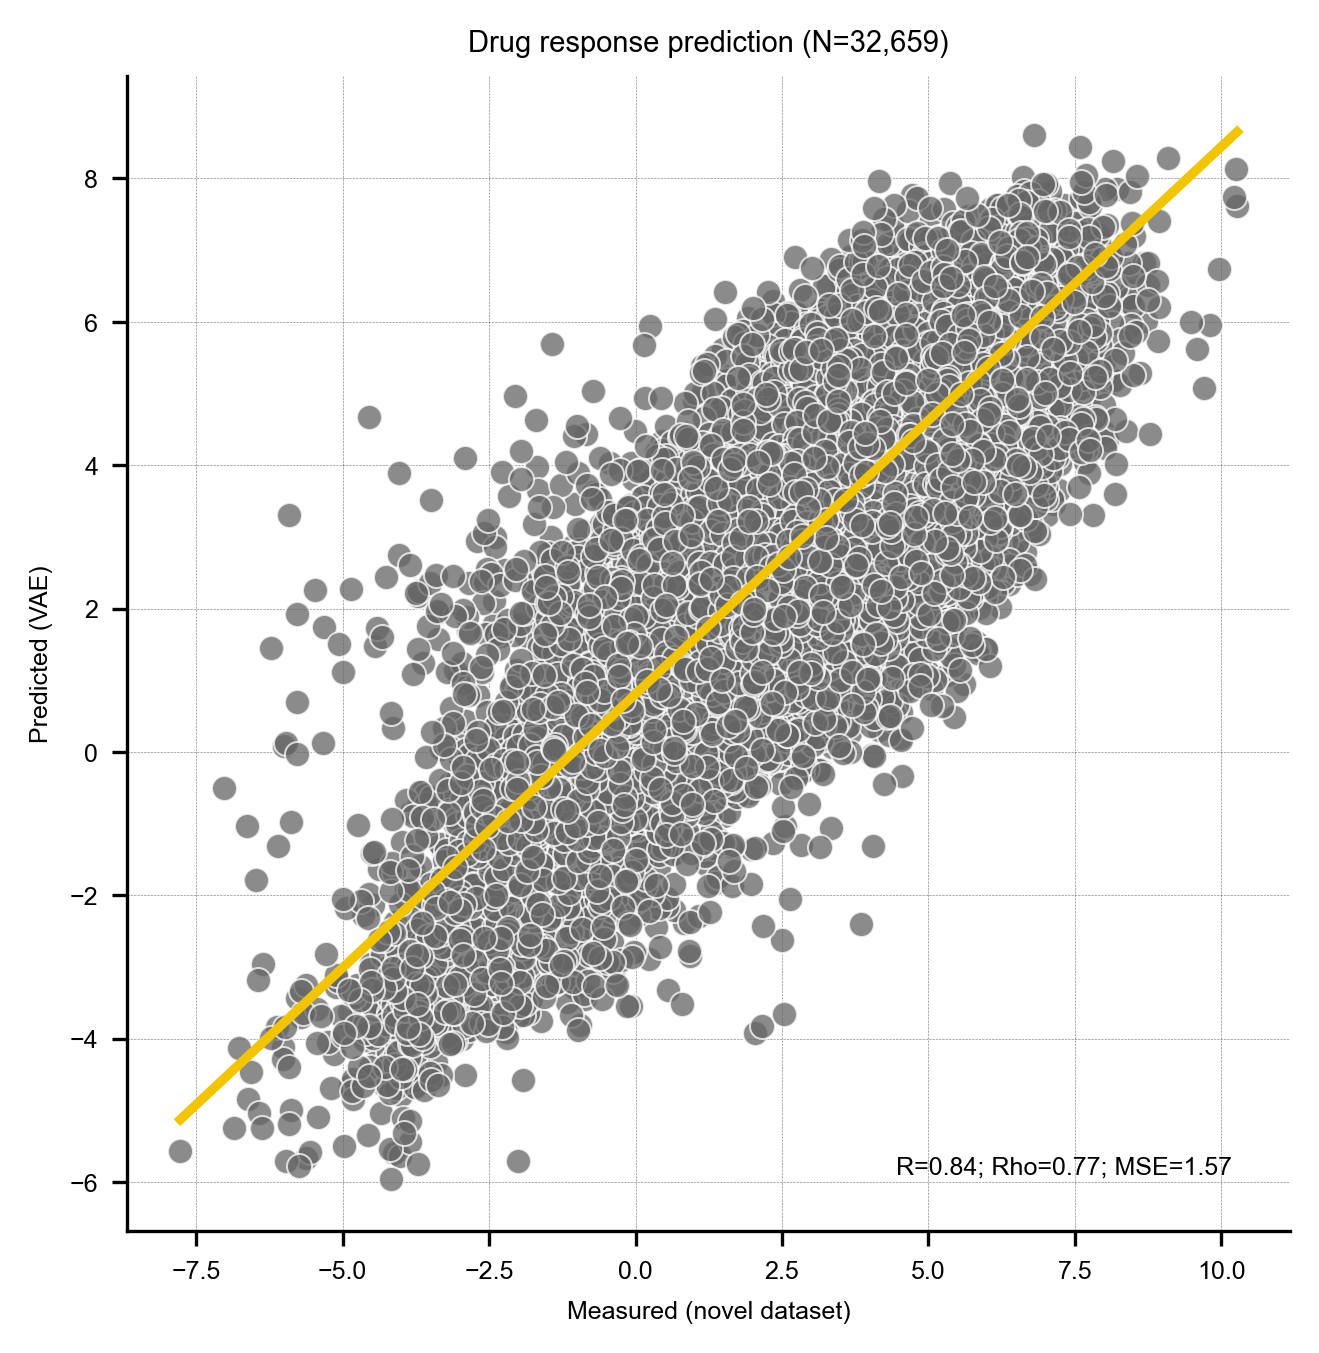 Drug response prediction (N=32,659)
8
6
4
2
0
−2
−4
−6
Predicted (VAE)
R=0.84; Rho=0.77; MSE=1.57
−7.5 −5.0 −2.5 0.0 2.5 5.0 7.5 10.0
Measured (novel dataset)